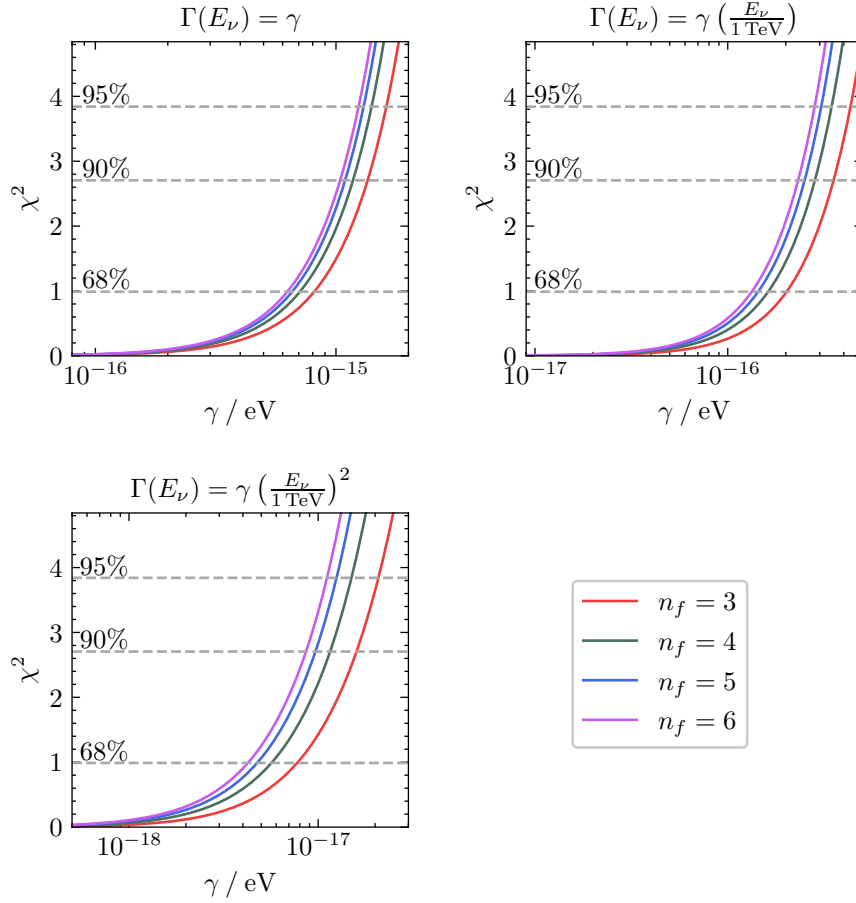 Γ(E_ν) = γ
95%
90%
68%
4
3
2
1
0
χ²
10⁻¹⁶
10⁻¹⁵
γ / eV
Γ(E_ν) = γ (E_ν / 1 TeV)
95%
90%
68%
4
3
2
1
0
χ²
10⁻¹⁷
10⁻¹⁶
γ / eV
Γ(E_ν) = γ (E_ν / 1 TeV)²
95%
90%
68%
4
3
2
1
0
χ²
10⁻¹⁸
10⁻¹⁷
γ / eV
n_f = 3
n_f = 4
n_f = 5
n_f = 6